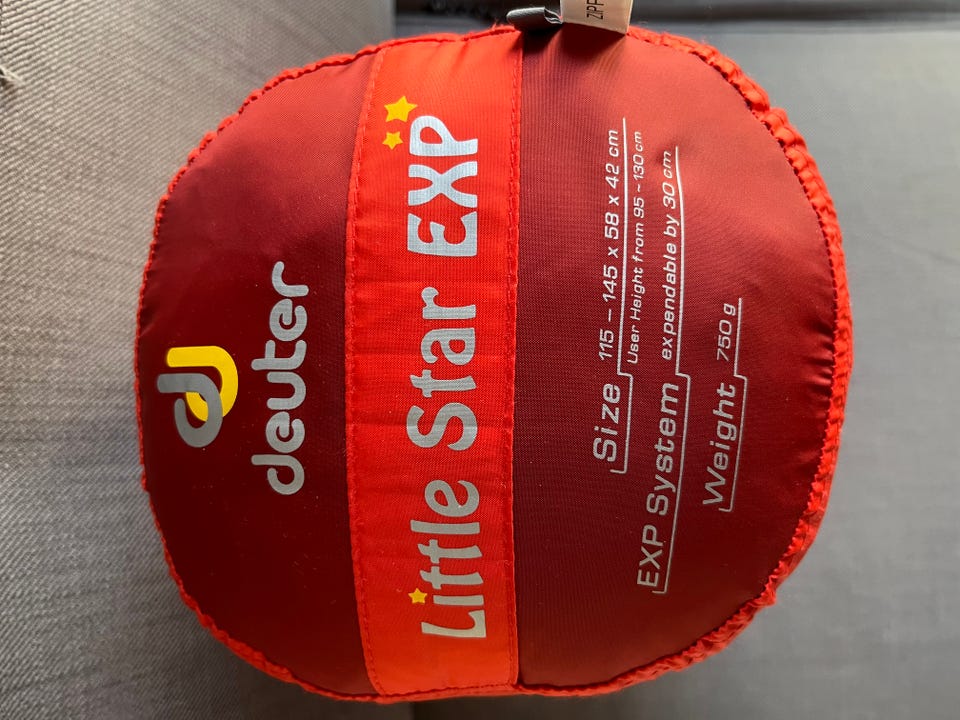 deuter
Little Star EXP
Size 115 – 145 x 58 x 42 cm
User Height from 95 – 130 cm
EXP System expendable by 30 cm
Weight 750 g